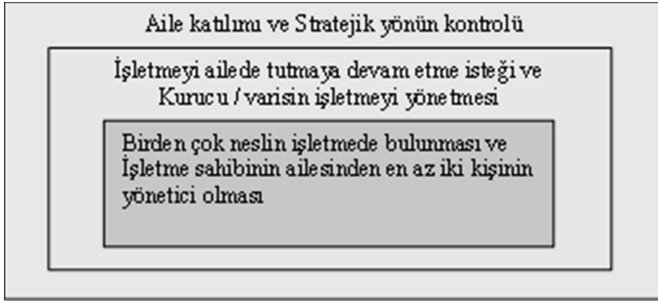 Aile katılımı ve Stratejik yönün kontrolü
İşletmeyi ailede tutmaya devam etme isteği ve
Kurucu / varisin işletmeyi yönetmesi
Birden çok neslin işletmede bulunması ve
İşletme sahibinin ailesinden en az iki kişinin
yönetici olması